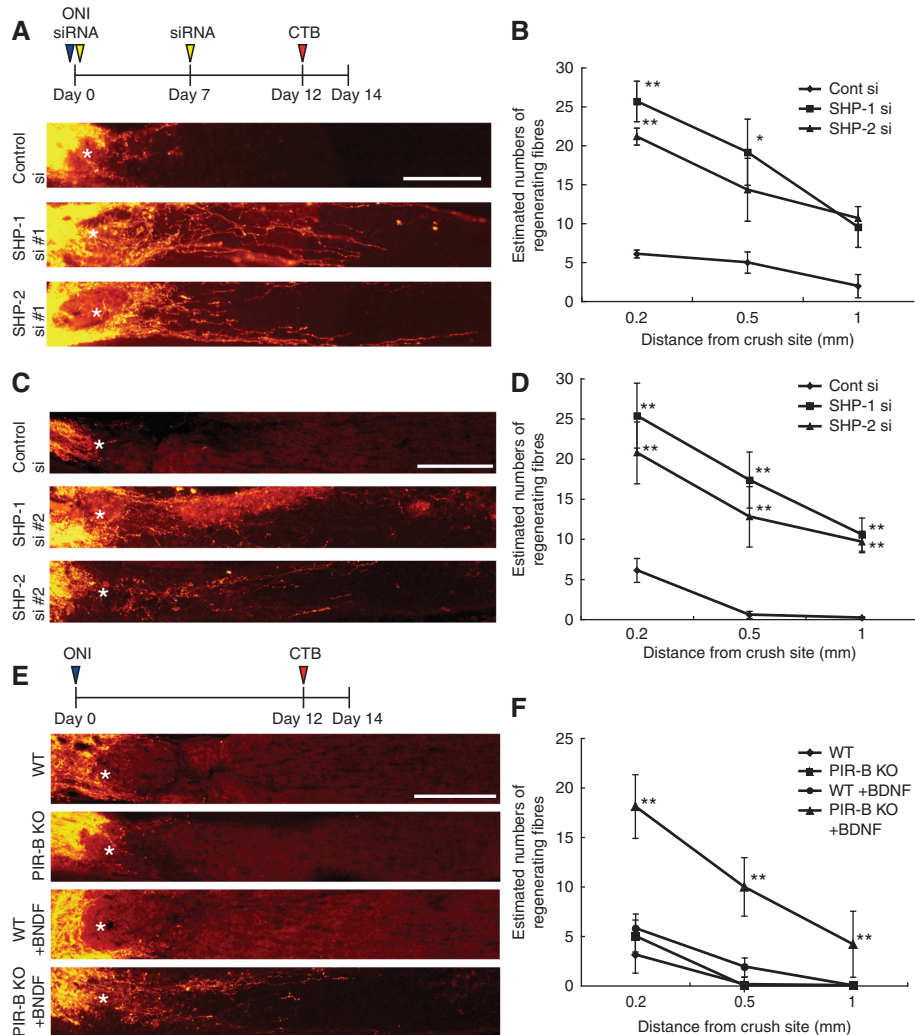 A
ONI
siRNA
siRNA
CTB
Day 0
Day 7
Day 12
Day 14
Control
si
*
SHP-1
si #1
*
SHP-2
si #1
*
B
Estimated numbers of
regenerating fibres
30
25
20
15
10
5
0
**
**
*
Cont si
SHP-1 si
SHP-2 si
0.2
0.5
1
Distance from crush site (mm)
C
Control
si
*
SHP-1
si #2
*
SHP-2
si #2
*
D
Estimated numbers of
regenerating fibres
30
25
20
15
10
5
0
**
**
**
**
**
**
Cont si
SHP-1 si
SHP-2 si
0.2
0.5
1
Distance from crush site (mm)
E
ONI
CTB
Day 0
Day 12
Day 14
WT
*
PIR-B KO
*
WT
+BNDF
*
PIR-B KO
+BNDF
*
F
Estimated numbers of
regenerating fibres
25
20
15
10
5
0
**
**
**
WT
PIR-B KO
WT +BDNF
PIR-B KO
+BDNF
0.2
0.5
1
Distance from crush site (mm)